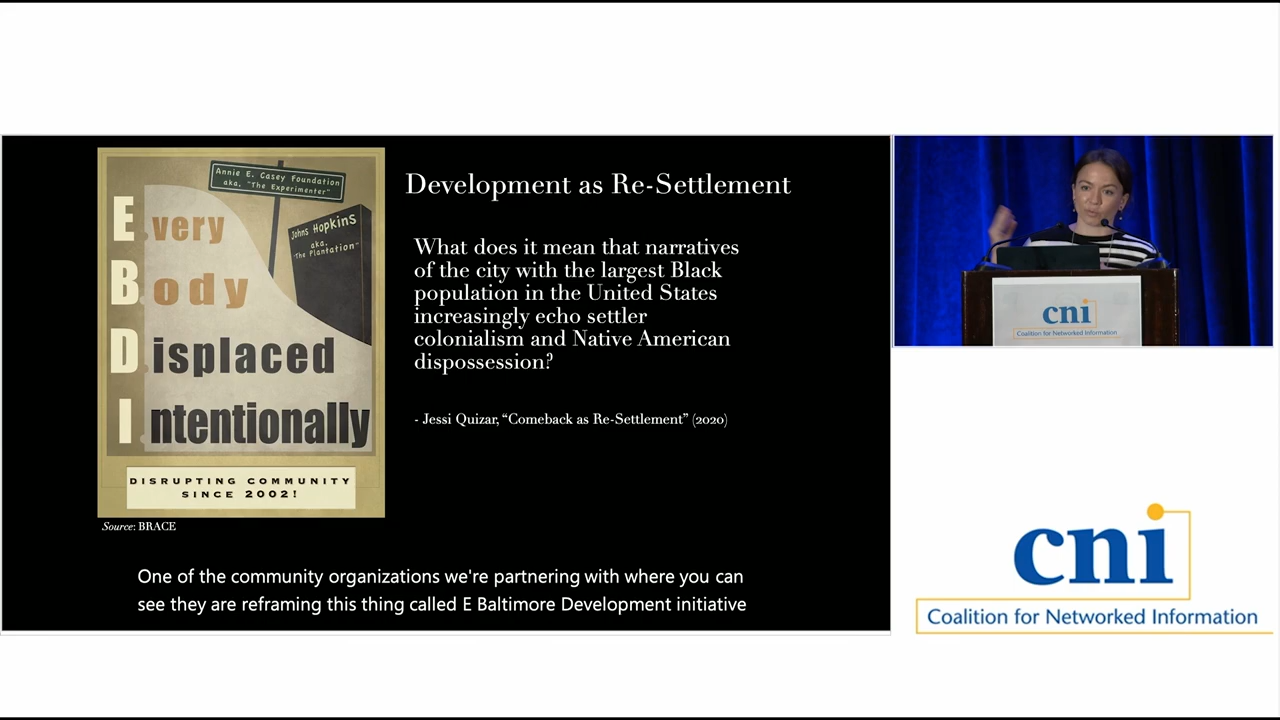 Annie E. Casey Foundation
aka, "The Experimenter"
Johns Hopkins
aka,
"The Plantation"
E.very
B.ody
D.isplaced
I.ntentionally
DISRUPTING COMMUNITY
SINCE 2002!
Source: BRACE
Development as Re-Settlement
What does it mean that narratives
of the city with the largest Black
population in the United States
increasingly echo settler
colonialism and Native American
dispossession?
- Jessi Quizar, “Comeback as Re-Settlement” (2020)
One of the community organizations we're partnering with where you can
see they are reframing this thing called E Baltimore Development initiative
cni
Coalition for Networked Information
cni
Coalition for Networked Information